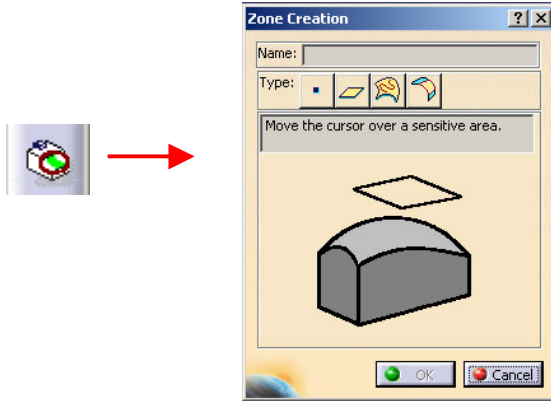 Zone Creation
Name:
Type:
Move the cursor over a sensitive area.
OK
Cancel